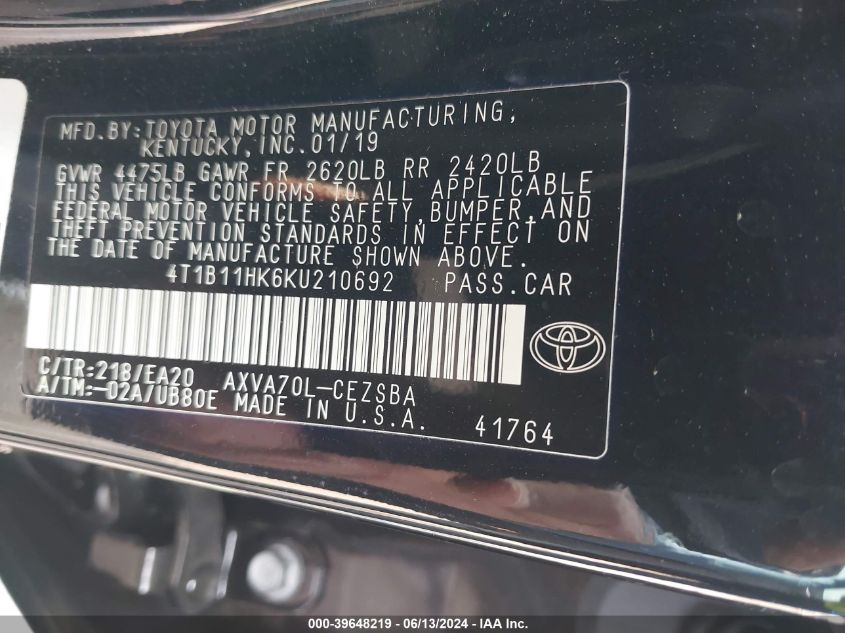 MFD.BY:TOYOTA MOTOR MANUFACTURING,
KENTUCKY,INC.01/19
GVWR 4475LB GAWR FR 2620LB RR 2420LB
THIS VEHICLE CONFORMS TO ALL APPLICABLE
FEDERAL MOTOR VEHICLE SAFETY,BUMPER,AND
THEFT PREVENTION STANDARDS IN EFFECT ON
THE DATE OF MANUFACTURE SHOWN ABOVE.
4T1B11HK6KU210692 PASS.CAR
C/TR:218/EA20 AXVA70L-CEZSBA
A/TM:-02A/UB80E MADE IN U.S.A. 41764
000-39648219 - 06/13/2024 - IAA Inc.